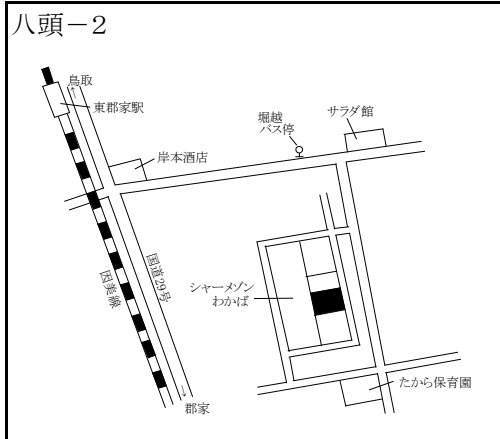 八頭－2
鳥取
東郡家駅
岸本酒店
堀越
バス停
サラダ館
国道29号
因美線
シャーメゾン
わかば
たから保育園
郡家